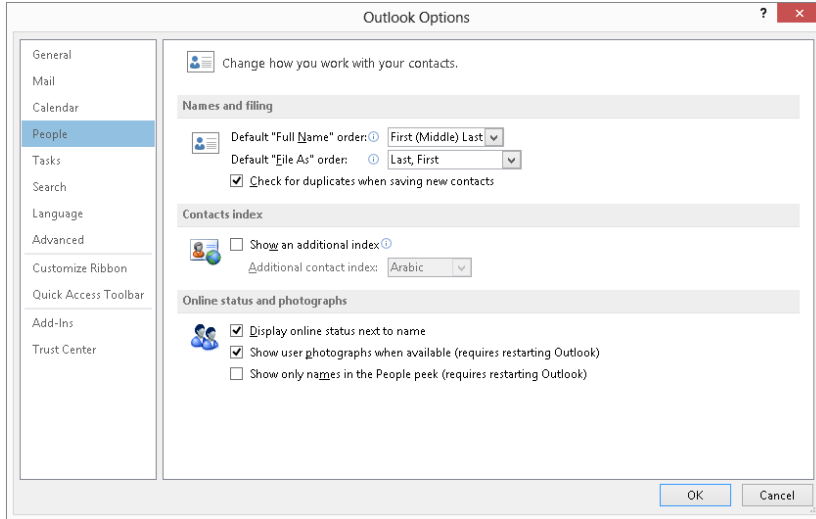 Outlook Options
?
×
General
Mail
Calendar
People
Tasks
Search
Language
Advanced
Customize Ribbon
Quick Access Toolbar
Add-Ins
Trust Center
Change how you work with your contacts.
Names and filing
Default "Full Name" order: First (Middle) Last
Default "File As" order: Last, First
Check for duplicates when saving new contacts
Contacts index
Show an additional index
Additional contact index: Arabic
Online status and photographs
Display online status next to name
Show user photographs when available (requires restarting Outlook)
Show only names in the People peek (requires restarting Outlook)
OK Cancel